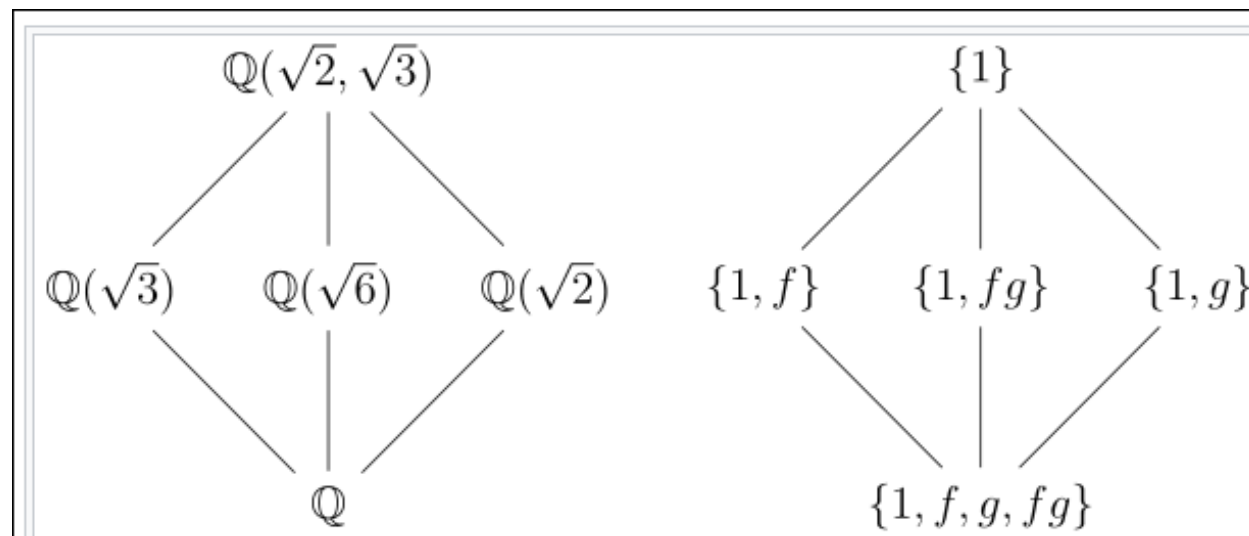 ℚ(√2, √3) {1}
ℚ(√3) ℚ(√6) ℚ(√2) {1, f} {1, fg} {1, g}
ℚ {1, f, g, fg}